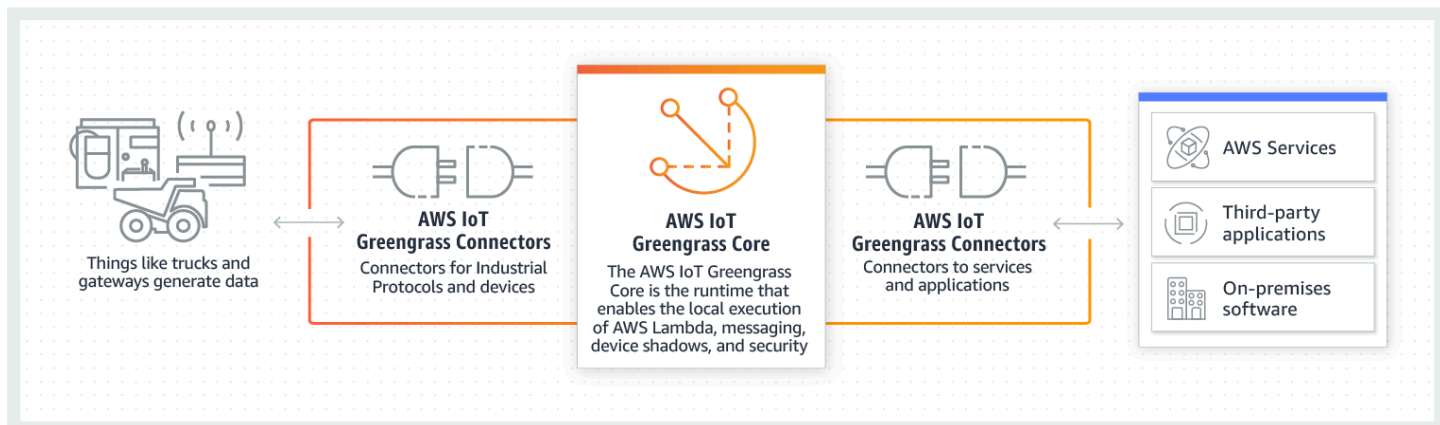 Things like trucks and
gateways generate data
AWS IoT
Greengrass Connectors
Connectors for Industrial
Protocols and devices
AWS IoT
Greengrass Core
The AWS IoT Greengrass
Core is the runtime that
enables the local execution
of AWS Lambda, messaging,
device shadows, and security
AWS IoT
Greengrass Connectors
Connectors to services
and applications
AWS Services
Third-party
applications
On-premises
software